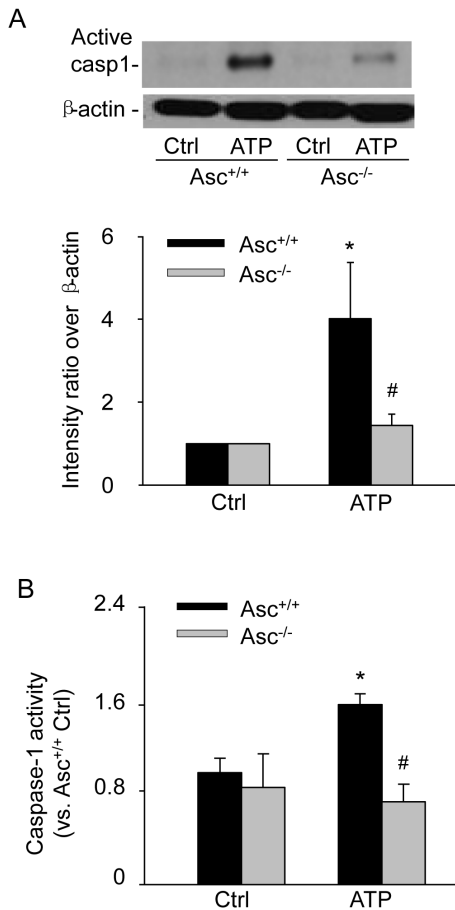 A
Active
casp1-
β-actin -
Ctrl ATP Ctrl ATP
Asc+/+ Asc-/-
Intensity ratio over β-actin
6
4
2
0
Asc+/+
Asc-/-
*
#
Ctrl ATP
B
Caspase-1 activity
(vs. Asc+/+ Ctrl)
2.4
1.6
0.8
0
Asc+/+
Asc-/-
*
#
Ctrl ATP